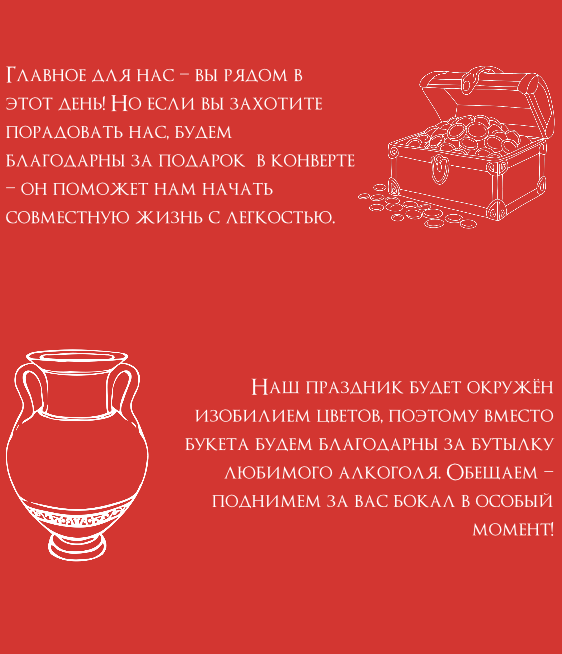 Главное для нас – вы рядом в
этот день! Но если вы захотите
порадовать нас, будем
благодарны за подарок  в конверте
– он поможет нам начать
совместную жизнь с легкостью.
Наш праздник будет окружён
изобилием цветов, поэтому вместо
букета будем благодарны за бутылку
любимого алкоголя. Обещаем –
поднимем за вас бокал в особый
момент!